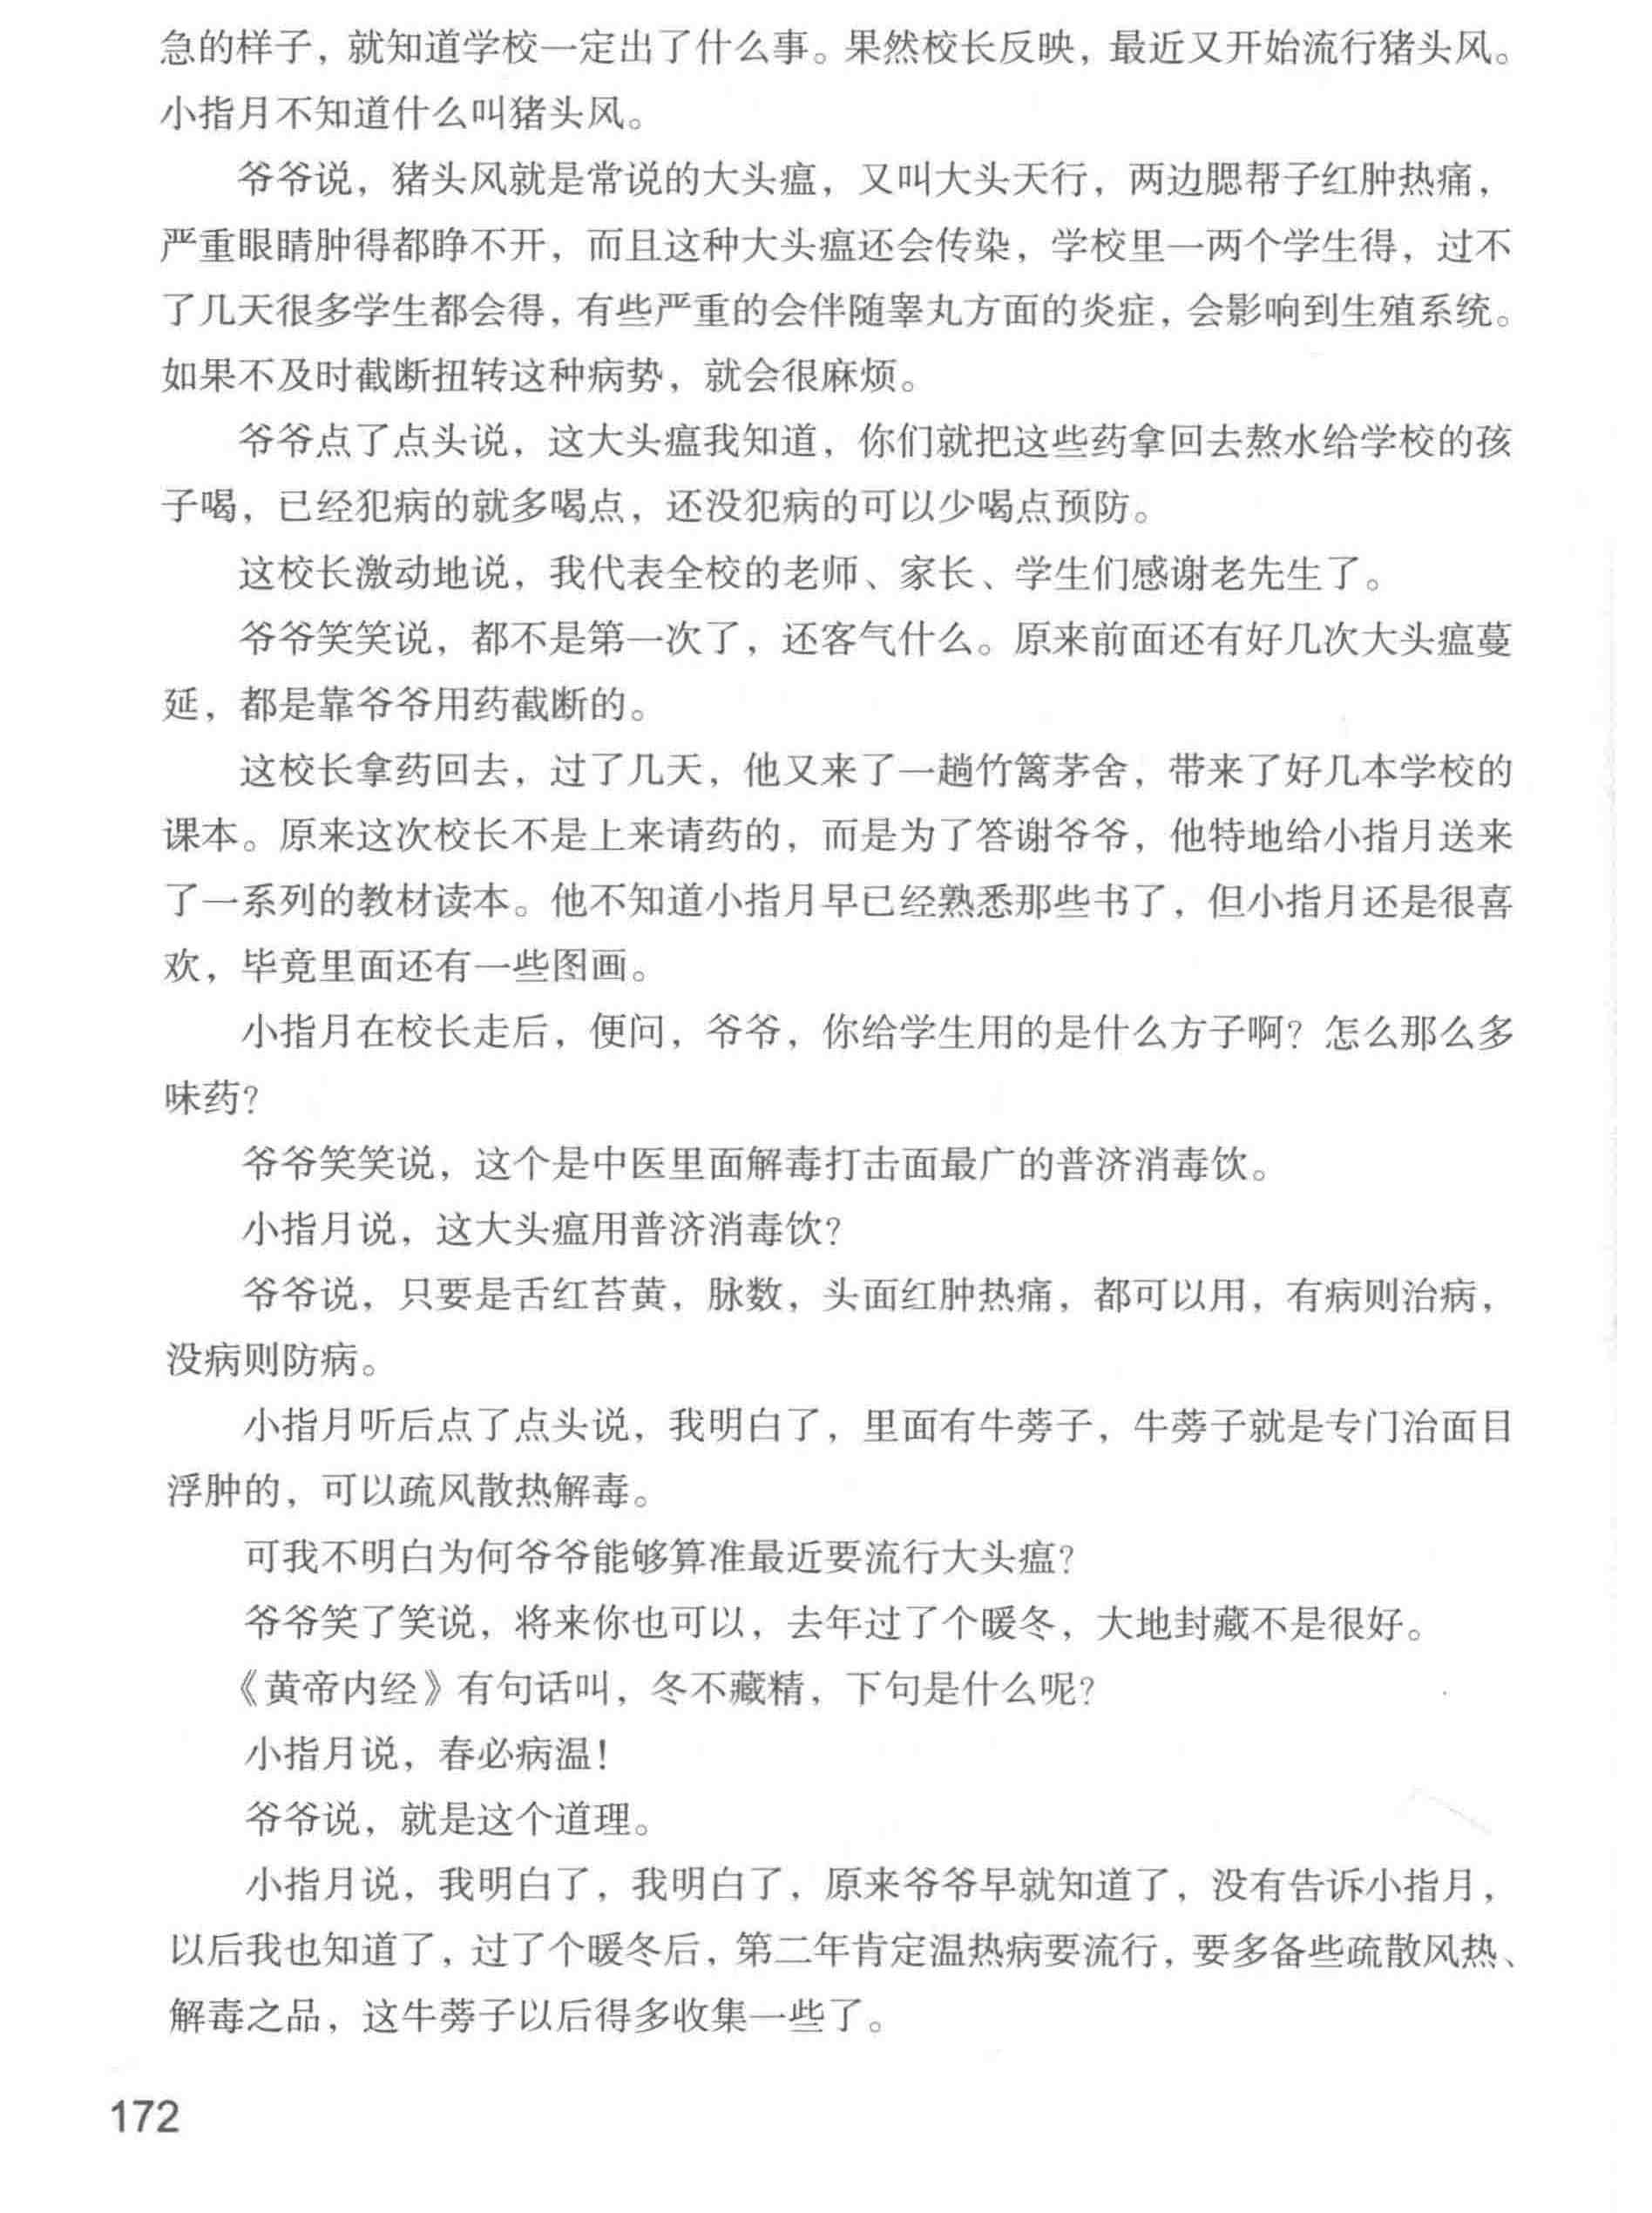 急的样子，就知道学校一定出了什么事。果然校长反映，最近又开始流行猪头风。
小指月不知道什么叫猪头风。
爷爷说，猪头风就是常说的大头瘟，又叫大头天行，两边腮帮子红肿热痛，
严重眼睛肿得都睁不开，而且这种大头瘟还会传染，学校里一两个学生得，过不
了几天很多学生都会得，有些严重的会伴随睾丸方面的炎症，会影响到生殖系统。
如果不及时截断扭转这种病势，就会很麻烦。
爷爷点了点头说，这大头瘟我知道，你们就把这些药拿回去熬水给学校的孩
子喝，已经犯病的就多喝点，还没犯病的可以少喝点预防。
这校长激动地说，我代表全校的老师、家长、学生们感谢老先生了。
爷爷笑笑说，都不是第一次了，还客气什么。原来前面还有好几次大头瘟蔓
延，都是靠爷爷用药截断的。
这校长拿药回去，过了几天，他又来了一趟竹篱茅舍，带来了好几本学校的
课本。原来这次校长不是上来请药的，而是为了答谢爷爷，他特地给小指月送来
了一系列的教材读本。他不知道小指月早已经熟悉那些书了，但小指月还是很喜
欢，毕竟里面还有一些图画。
小指月在校长走后，便问，爷爷，你给学生用的是什么方子啊？怎么那么多
味药？
爷爷笑笑说，这个是中医里面解毒打击面最广的普济消毒饮。
小指月说，这大头瘟用普济消毒饮？
爷爷说，只要是舌红苔黄，脉数，头面红肿热痛，都可以用，有病则治病，
没病则防病。
小指月听后点了点头说，我明白了，里面有牛蒡子，牛蒡子就是专门治面目
浮肿的，可以疏风散热解毒。
可我不明白为何爷爷能够算准最近要流行大头瘟？
爷爷笑了笑说，将来你也可以，去年过了个暖冬，大地封藏不是很好。
《黄帝内经》有句话叫，冬不藏精，下句是什么呢？
小指月说，春必病温！
爷爷说，就是这个道理。
小指月说，我明白了，我明白了，原来爷爷早就知道了，没有告诉小指月，
以后我也知道了，过了个暖冬后，第二年肯定温热病要流行，要多备些疏散风热、
解毒之品，这牛蒡子以后得多收集一些了。
172